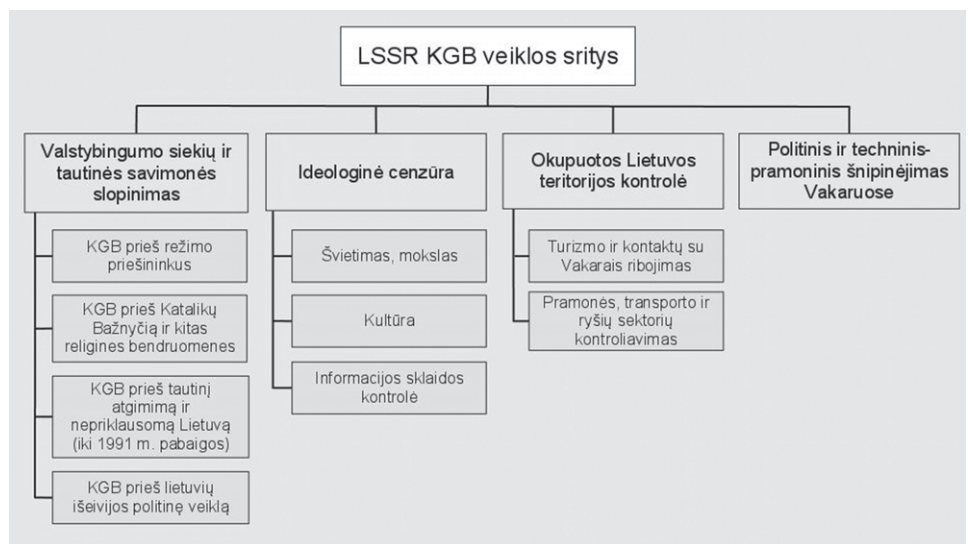 LSSR KGB veiklos sritys
Valstybingumo siekių ir
tautinės savimonės
slopinimas
KGB prieš režimo
priešininkus
KGB prieš Katalikų
Bažnyčią ir kitas
religines bendruomenes
KGB prieš tautinį
atgimimą ir
nepriklausomą Lietuvą
(iki 1991 m. pabaigos)
KGB prieš lietuvių
išeivijos politinę veiklą
Ideologinė cenzūra
Švietimas, mokslas
Kultūra
Informacijos sklaidos
kontrolė
Okupuotos Lietuvos
teritorijos kontrolė
Turizmo ir kontaktų su
Vakarais ribojimas
Pramonės, transporto ir
ryšių sektorių
kontroliavimas
Politinis ir techninis-
pramoninis šnipinėjimas
Vakaruose